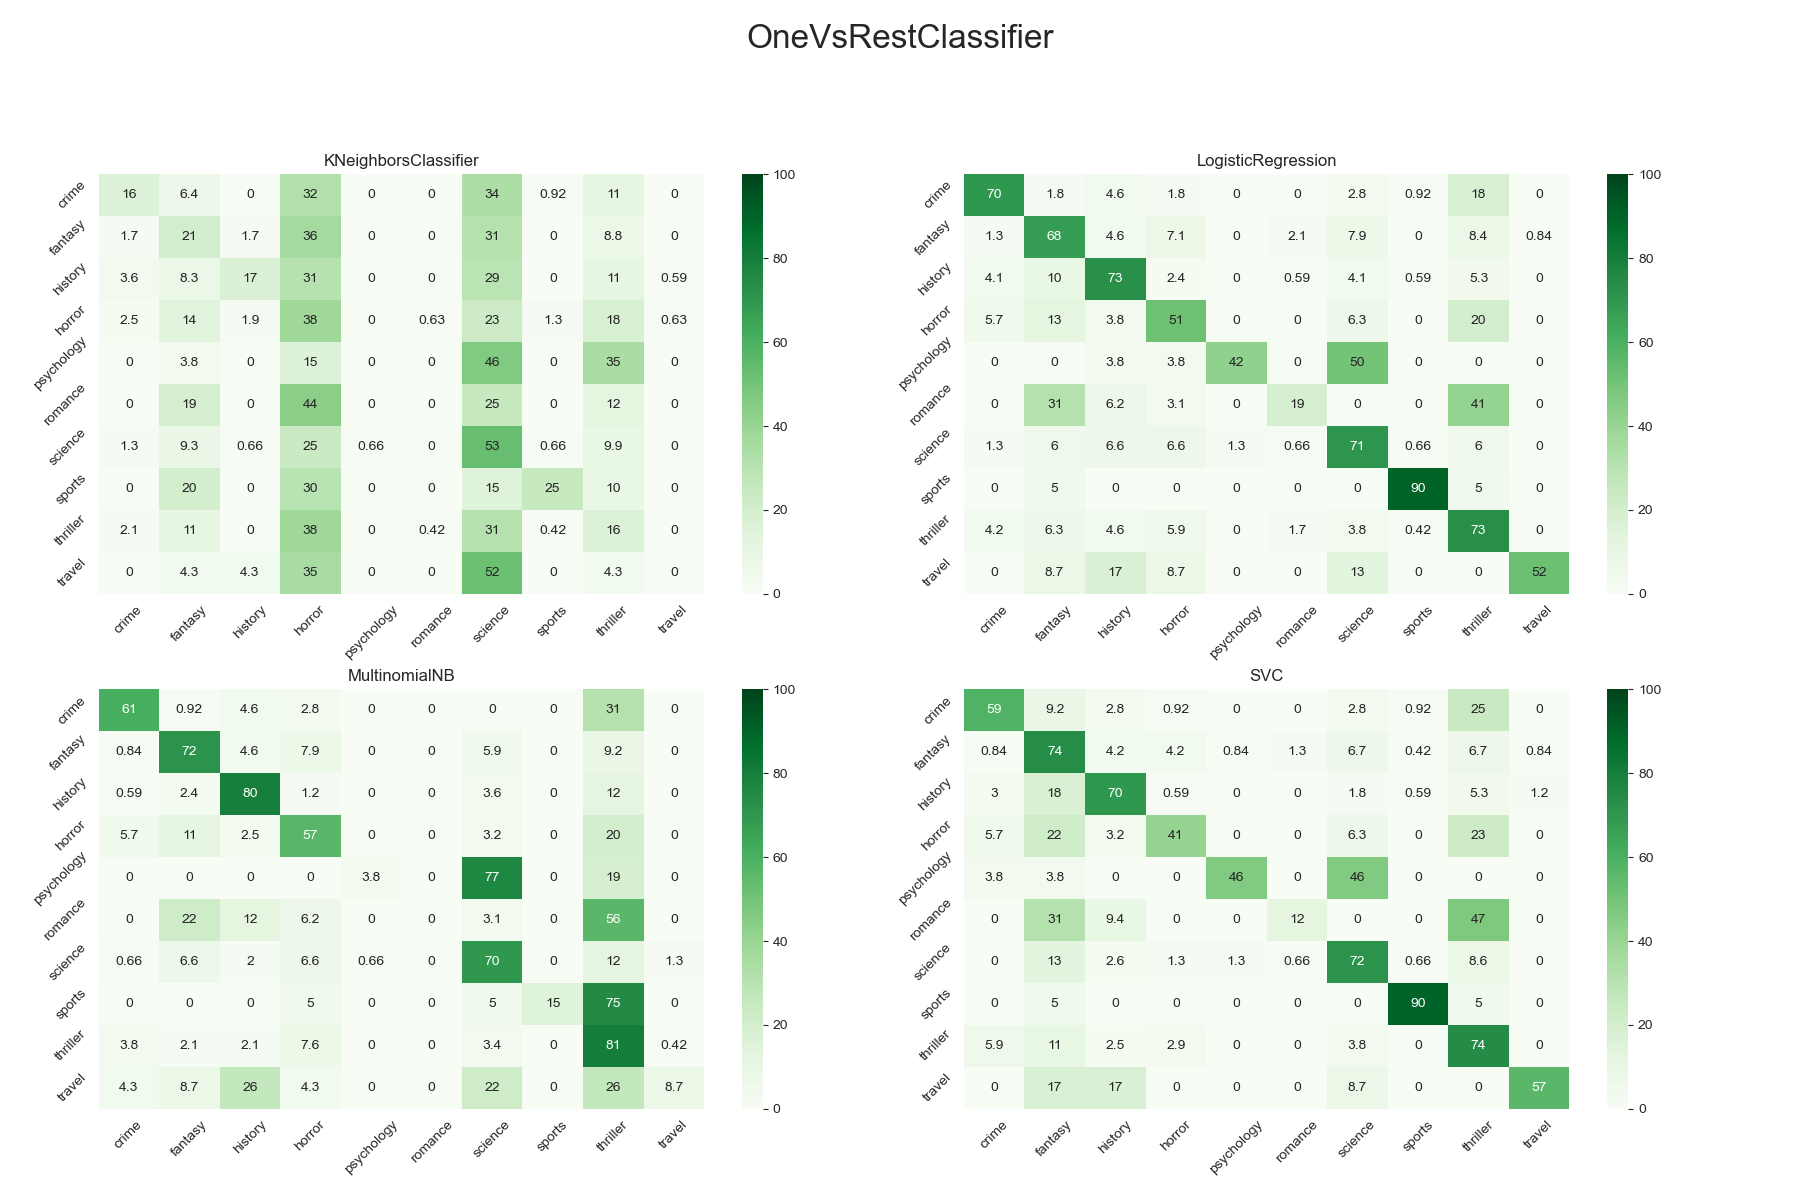 OneVsRestClassifier
KNeighborsClassifier
crime 16 6.4 0 32 0 0 34 0.92 11 0
fantasy 1.7 21 1.7 36 0 0 31 0 8.8 0
history 3.6 8.3 17 31 0 0 29 0 11 0.59
horror 2.5 14 1.9 38 0 0.63 23 1.3 18 0.63
psychology 0 3.8 0 15 0 0 46 0 35 0
romance 0 19 0 44 0 0 25 0 12 0
science 1.3 9.3 0.66 25 0.66 0 53 0.66 9.9 0
sports 0 20 0 30 0 0 15 25 10 0
thriller 2.1 11 0 38 0 0.42 31 0.42 16 0
travel 0 4.3 4.3 35 0 0 52 0 4.3 0
crime fantasy history horror psychology romance science sports thriller travel
100
80
60
40
20
0
LogisticRegression
crime 70 1.8 4.6 1.8 0 0 2.8 0.92 18 0
fantasy 1.3 68 4.6 7.1 0 2.1 7.9 0 8.4 0.84
history 4.1 10 73 2.4 0 0.59 4.1 0.59 5.3 0
horror 5.7 13 3.8 51 0 0 6.3 0 20 0
psychology 0 0 3.8 3.8 42 0 50 0 0 0
romance 0 31 6.2 3.1 0 19 0 0 41 0
science 1.3 6 6.6 6.6 1.3 0.66 71 0.66 6 0
sports 0 5 0 0 0 0 0 90 5 0
thriller 4.2 6.3 4.6 5.9 0 1.7 3.8 0.42 73 0
travel 0 8.7 17 8.7 0 0 13 0 0 52
crime fantasy history horror psychology romance science sports thriller travel
100
80
60
40
20
0
MultinomialNB
crime 61 0.92 4.6 2.8 0 0 0 0 31 0
fantasy 0.84 72 4.6 7.9 0 0 5.9 0 9.2 0
history 0.59 2.4 80 1.2 0 0 3.6 0 12 0
horror 5.7 11 2.5 57 0 0 3.2 0 20 0
psychology 0 0 0 0 3.8 0 77 0 19 0
romance 0 22 12 6.2 0 0 3.1 0 56 0
science 0.66 6.6 2 6.6 0.66 0 70 0 12 1.3
sports 0 0 0 5 0 0 5 15 75 0
thriller 3.8 2.1 2.1 7.6 0 0 3.4 0 81 0.42
travel 4.3 8.7 26 4.3 0 0 22 0 26 8.7
crime fantasy history horror psychology romance science sports thriller travel
100
80
60
40
20
0
SVC
crime 59 9.2 2.8 0.92 0 0 2.8 0.92 25 0
fantasy 0.84 74 4.2 4.2 0.84 1.3 6.7 0.42 6.7 0.84
history 3 18 70 0.59 0 0 1.8 0.59 5.3 1.2
horror 5.7 22 3.2 41 0 0 6.3 0 23 0
psychology 3.8 3.8 0 0 46 0 46 0 0 0
romance 0 31 9.4 0 0 12 0 0 47 0
science 0 13 2.6 1.3 1.3 0.66 72 0.66 8.6 0
sports 0 5 0 0 0 0 0 90 5 0
thriller 5.9 11 2.5 2.9 0 0 3.8 0 74 0
travel 0 17 17 0 0 0 8.7 0 0 57
crime fantasy history horror psychology romance science sports thriller travel
100
80
60
40
20
0